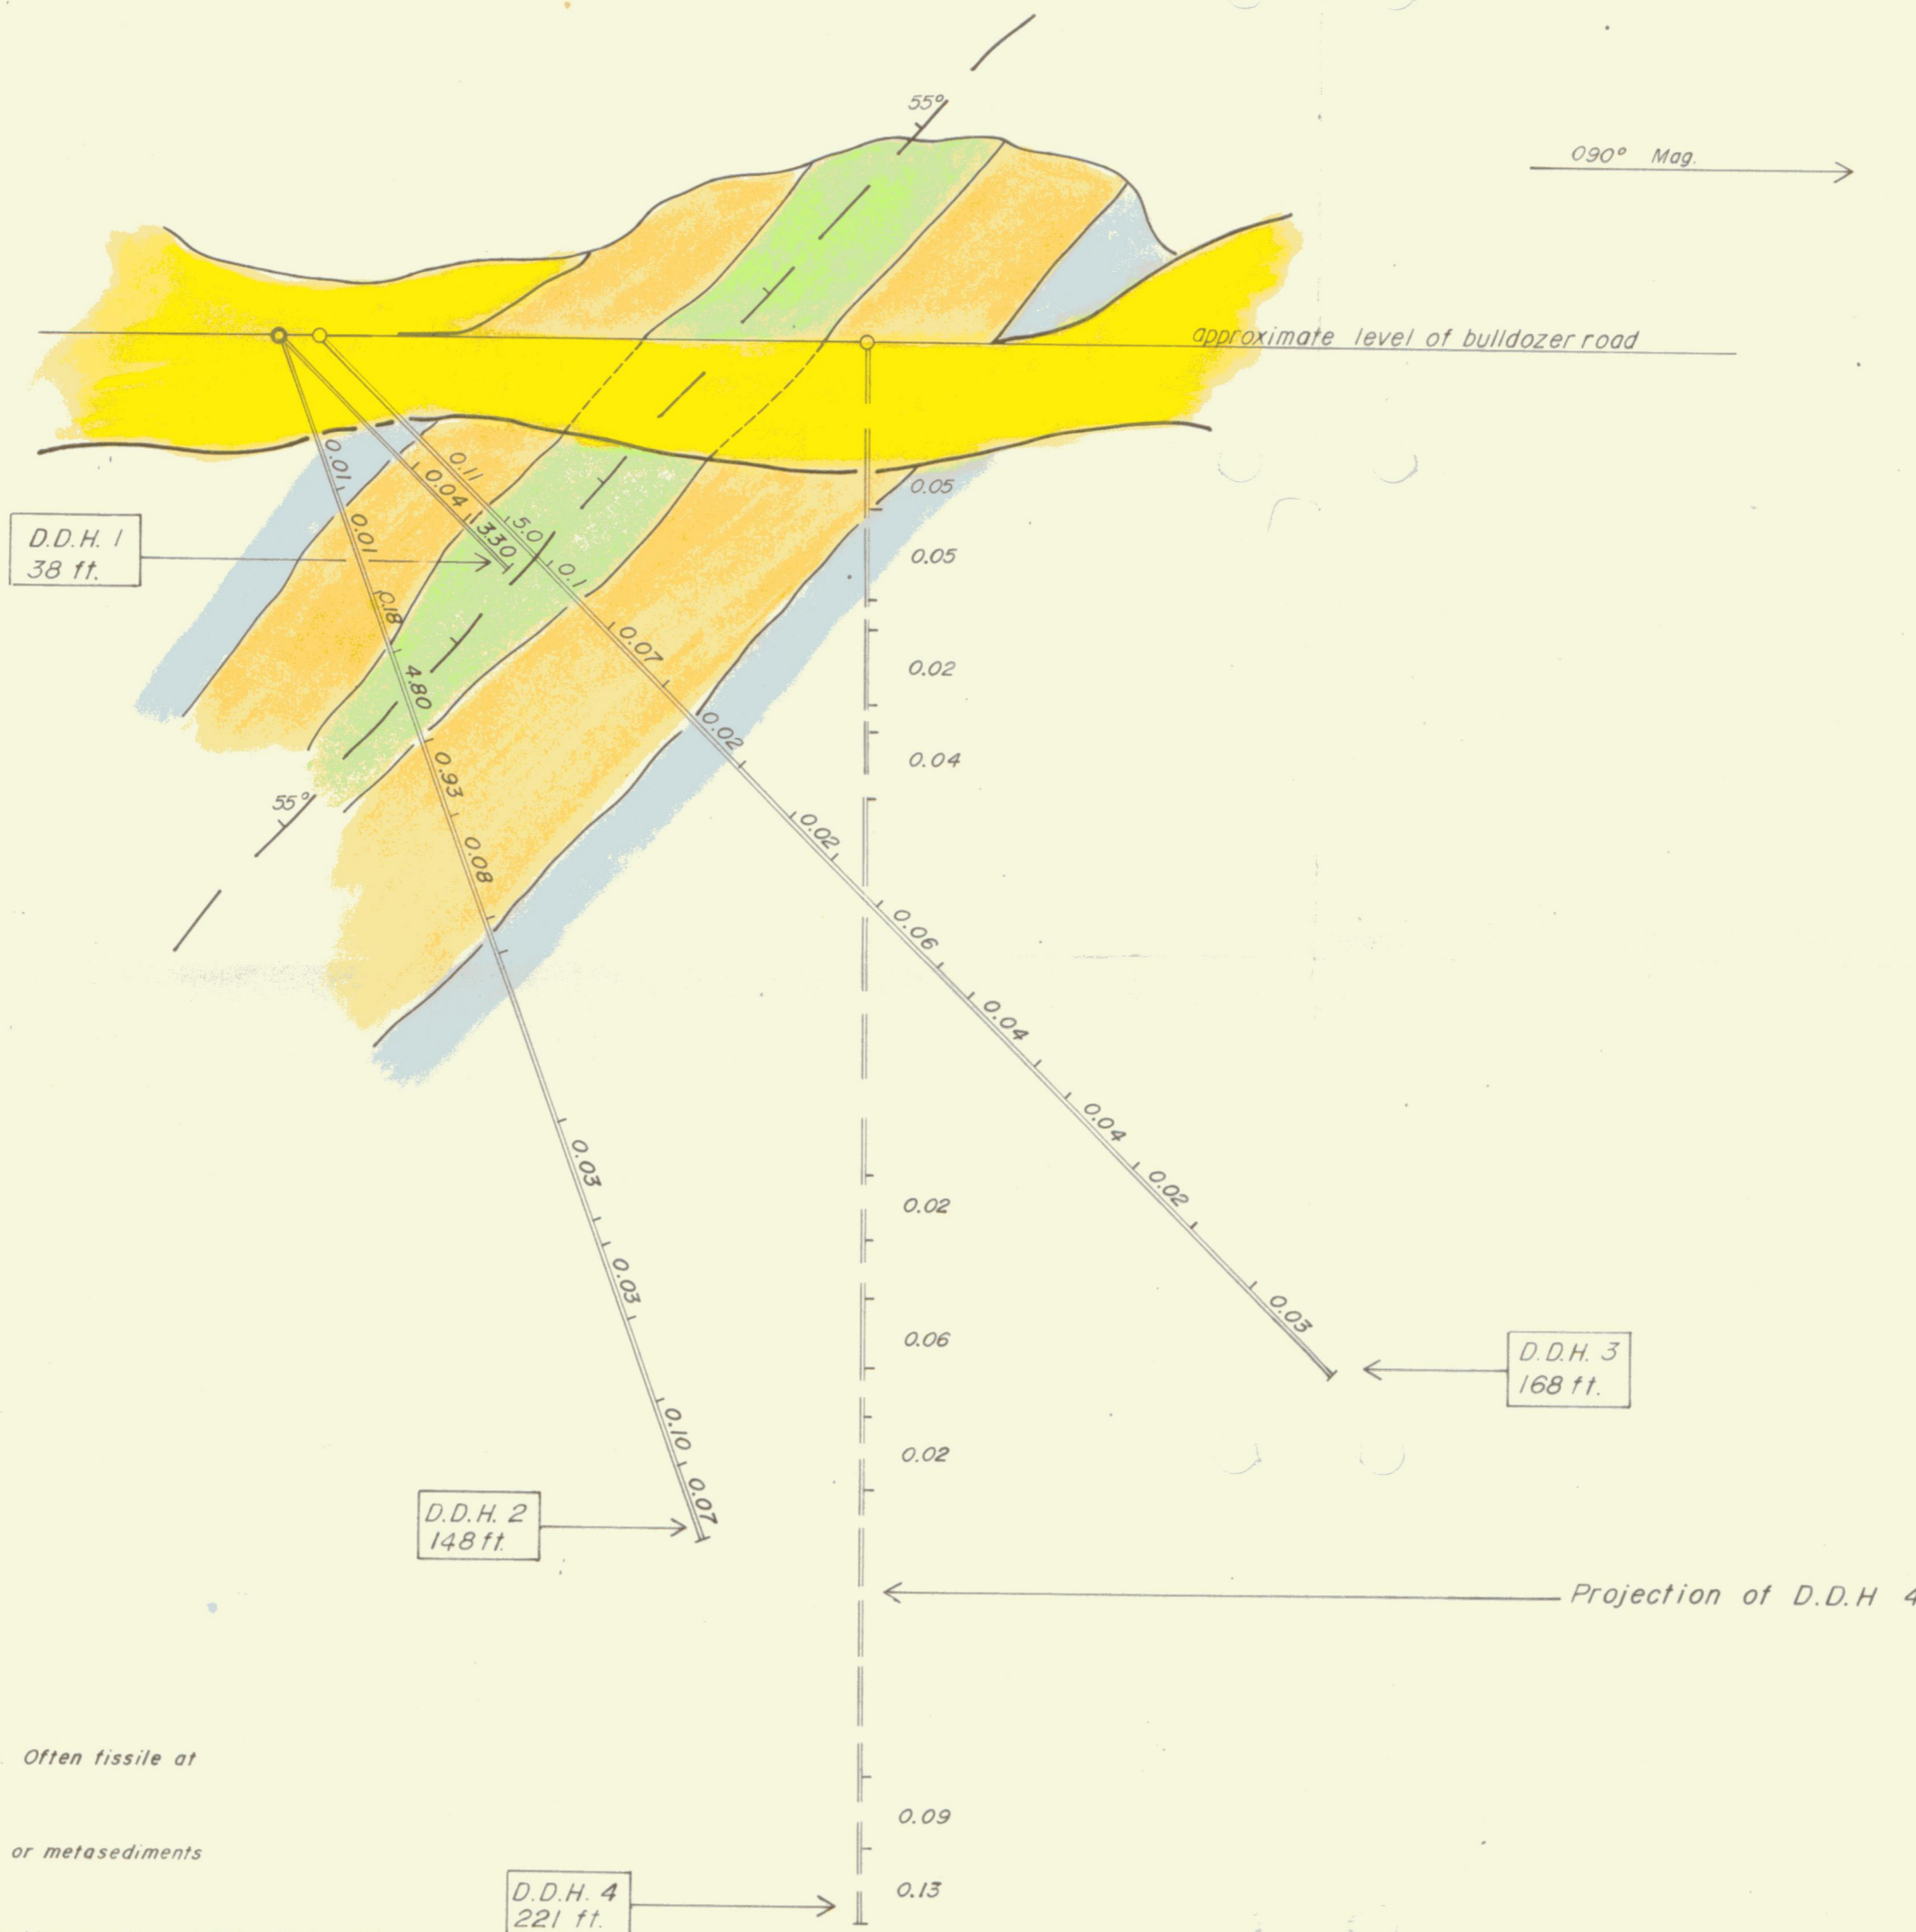 55°
090° Mag.
approximate level of bulldozer road
0.01
0.01
0.18
4.80
0.93
0.08
0.03
0.03
0.10
0.07
0.04
3.30
0.11
5.0
0.1
0.07
0.02
0.02
0.06
0.04
0.04
0.02
0.03
0.05
0.05
0.02
0.04
0.02
0.06
0.02
0.09
0.13
D.D.H. 1
38 ft.
55°
D.D.H. 3
168 ft.
D.D.H. 2
148 ft.
Projection of D.D.H 4
Often fissile at
or metasediments
D.D.H. 4
221 ft.